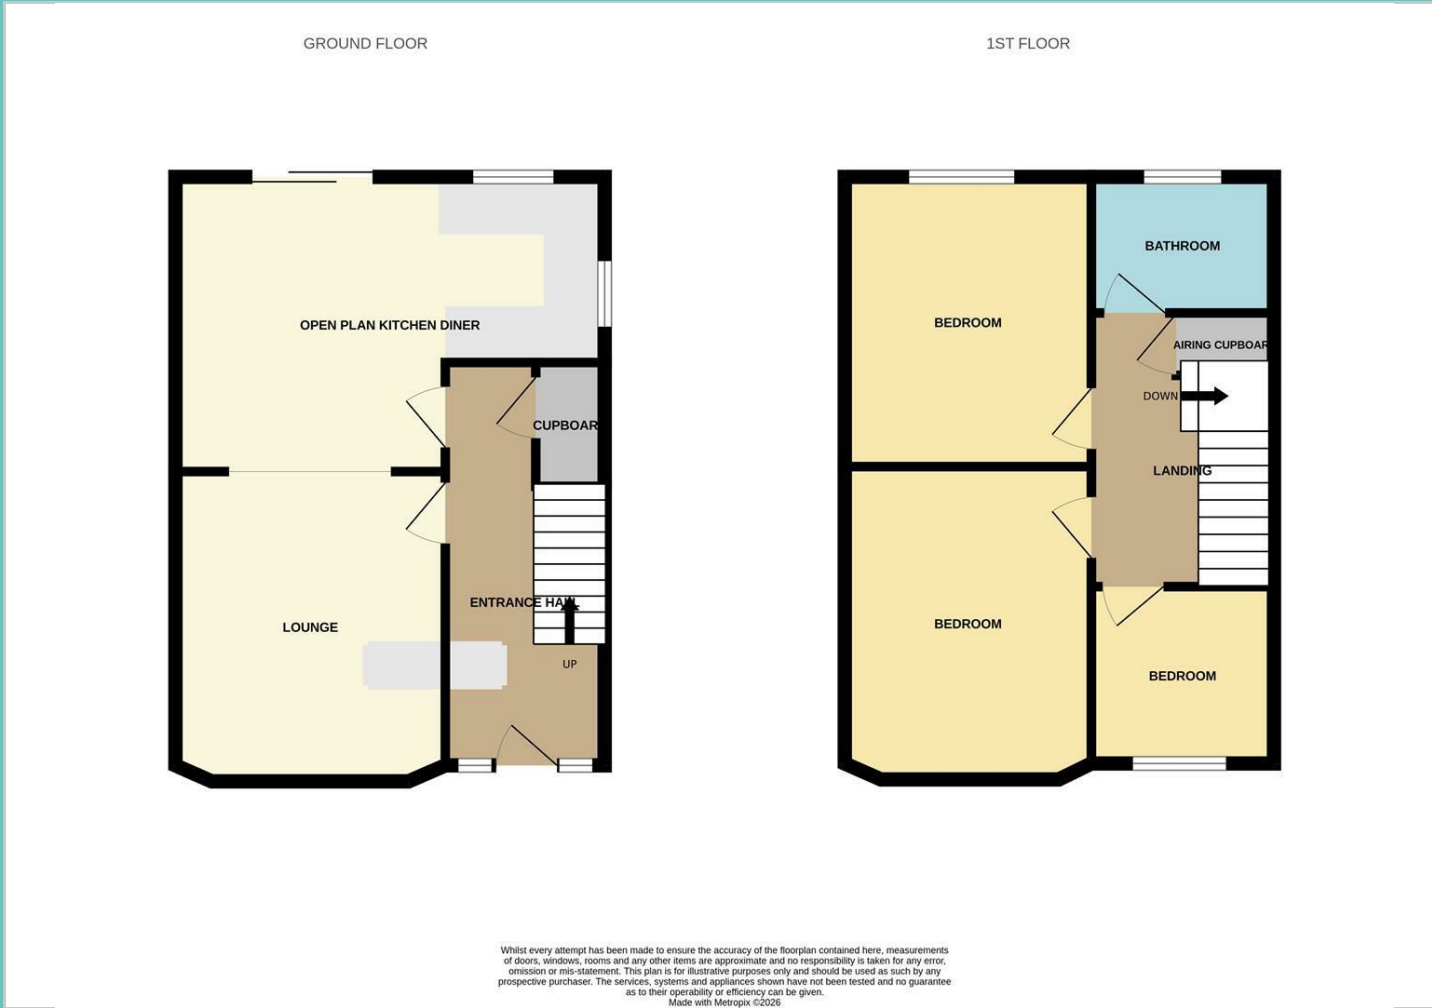 GROUND FLOOR
1ST FLOOR
BATHROOM
BEDROOM
OPEN PLAN KITCHEN DINER
AIRING CUPBOAR
DOWN
CUPBOAR
LANDING
ENTRANCE HALL
LOUNGE
BEDROOM
UP
BEDROOM
Whilst every attempt has been made to ensure the accuracy of the floorplan contained here, measurements
of doors, windows, rooms and any other items are approximate and no responsibility is taken for any error,
omission or mis-statement. This plan is for illustrative purposes only and should be used as such by any
prospective purchaser. The services, systems and appliances shown have not been tested and no guarantee
as to their operability or efficiency can be given.
Made with Metropix ©2026